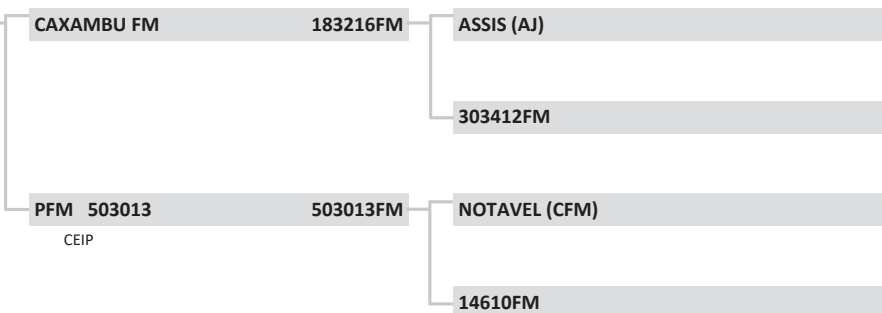 CAXAMBU FM 183216FM ASSIS (AJ)
303412FM
PFM 503013 503013FM NOTAVEL (CFM)
CEIP
14610FM